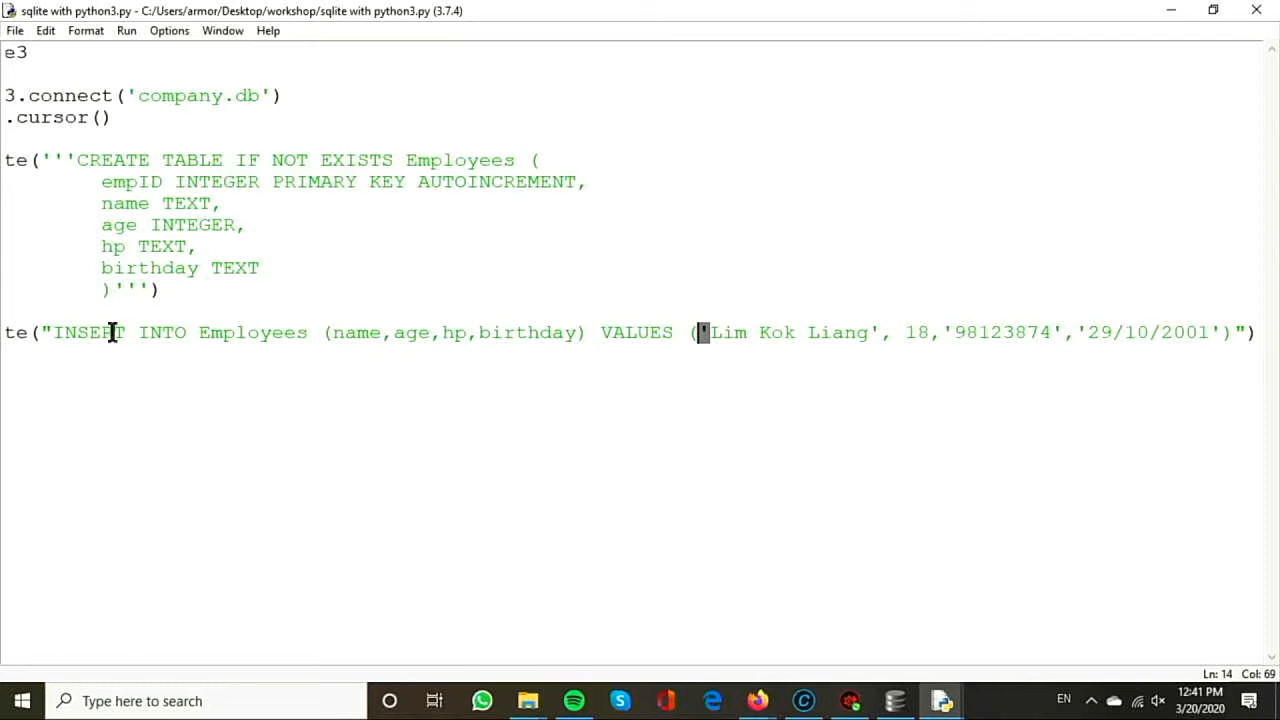 sqlite with python3.py - C:/Users/armor/Desktop/workshop/sqlite with python3.py (3.7.4)
File Edit Format Run Options Window Help
e3
3.connect('company.db')
.cursor()
te('''CREATE TABLE IF NOT EXISTS Employees (
empID INTEGER PRIMARY KEY AUTOINCREMENT,
name TEXT,
age INTEGER,
hp TEXT,
birthday TEXT
)''')
te("INSERT INTO Employees (name,age,hp,birthday) VALUES ('Lim Kok Liang', 18,'98123874','29/10/2001')")
Ln: 14 Col: 69
Type here to search
EN
12:41 PM
3/20/2020